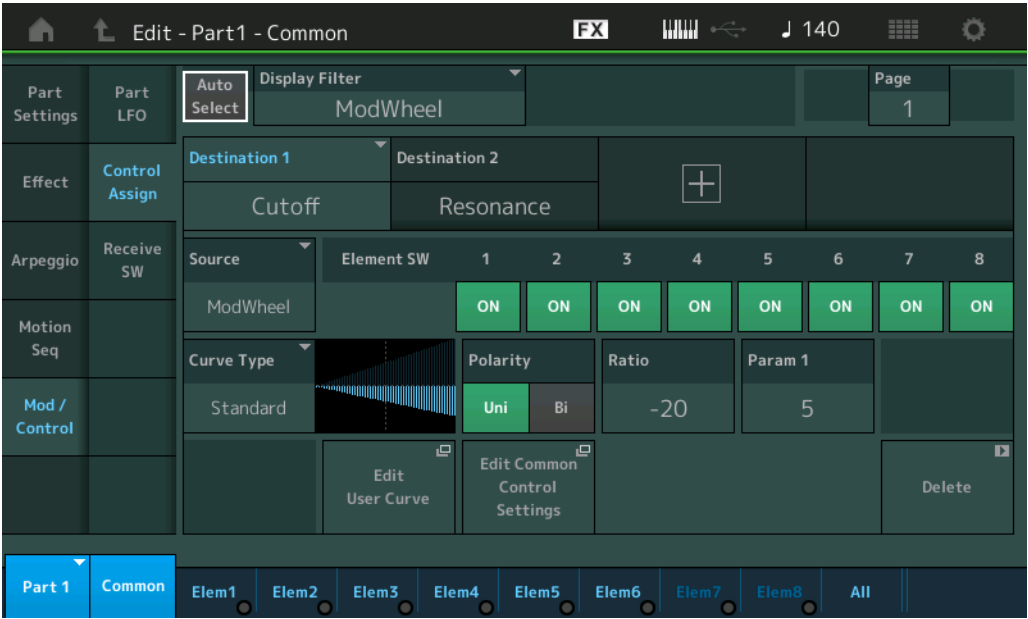 Edit - Part1 - Common
FX
♩ 140
Part
Settings
Part
LFO
Auto
Select
Display Filter
ModWheel
Page
1
Effect
Control
Assign
Destination 1
Cutoff
Destination 2
Resonance
Arpeggio
Receive
SW
Source
ModWheel
Element SW 1 2 3 4 5 6 7 8
ON ON ON ON ON ON ON ON
Motion
Seq
Curve Type
Standard
Polarity
Uni Bi
Ratio
-20
Param 1
5
Mod /
Control
Edit
User Curve
Edit Common
Control
Settings
Delete
Part 1
Common
Elem1 Elem2 Elem3 Elem4 Elem5 Elem6 Elem7 Elem8 All